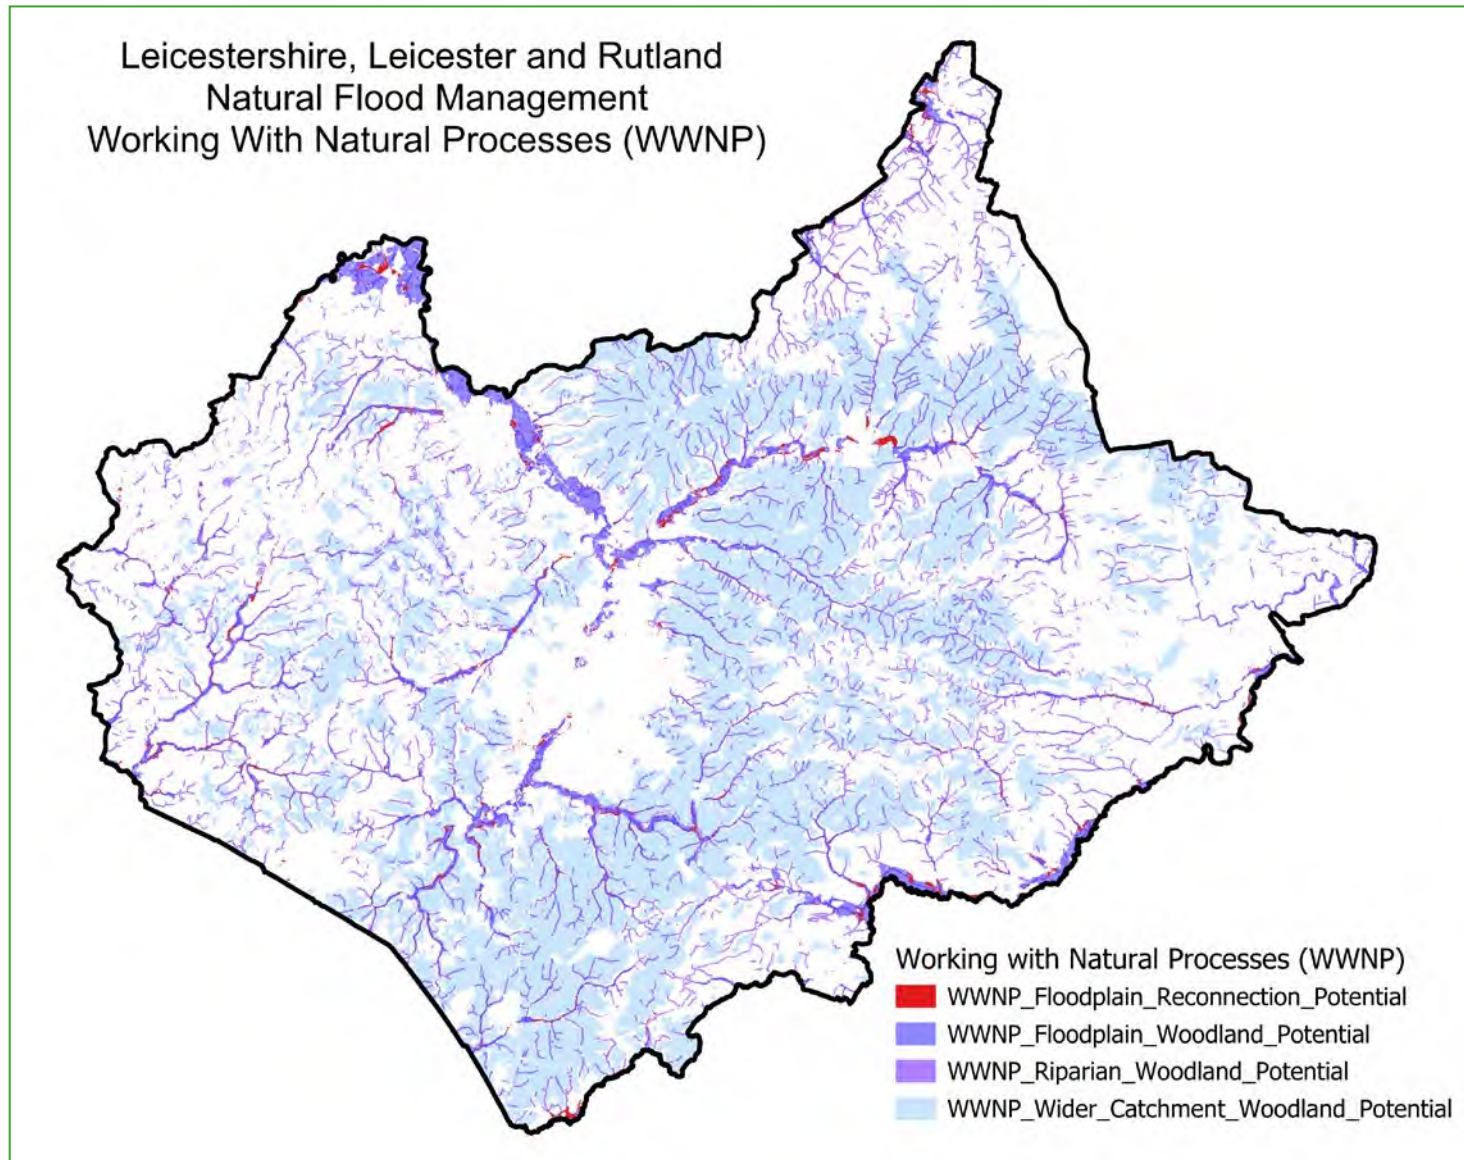 Leicestershire, Leicester and Rutland
Natural Flood Management
Working With Natural Processes (WWNP)
Working with Natural Processes (WWNP)
WWNP_Floodplain_Reconnection_Potential
WWNP_Floodplain_Woodland_Potential
WWNP_Riparian_Woodland_Potential
WWNP_Wider_Catchment_Woodland_Potential